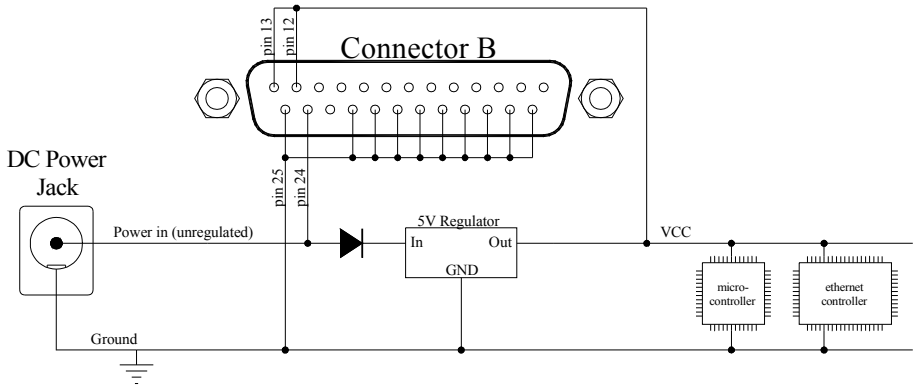 pin 13
pin 12
Connector B
DC Power
Jack
pin 25
pin 24
Power in (unregulated)
5V Regulator
In
Out
GND
VCC
micro-
controller
ethernet
controller
Ground